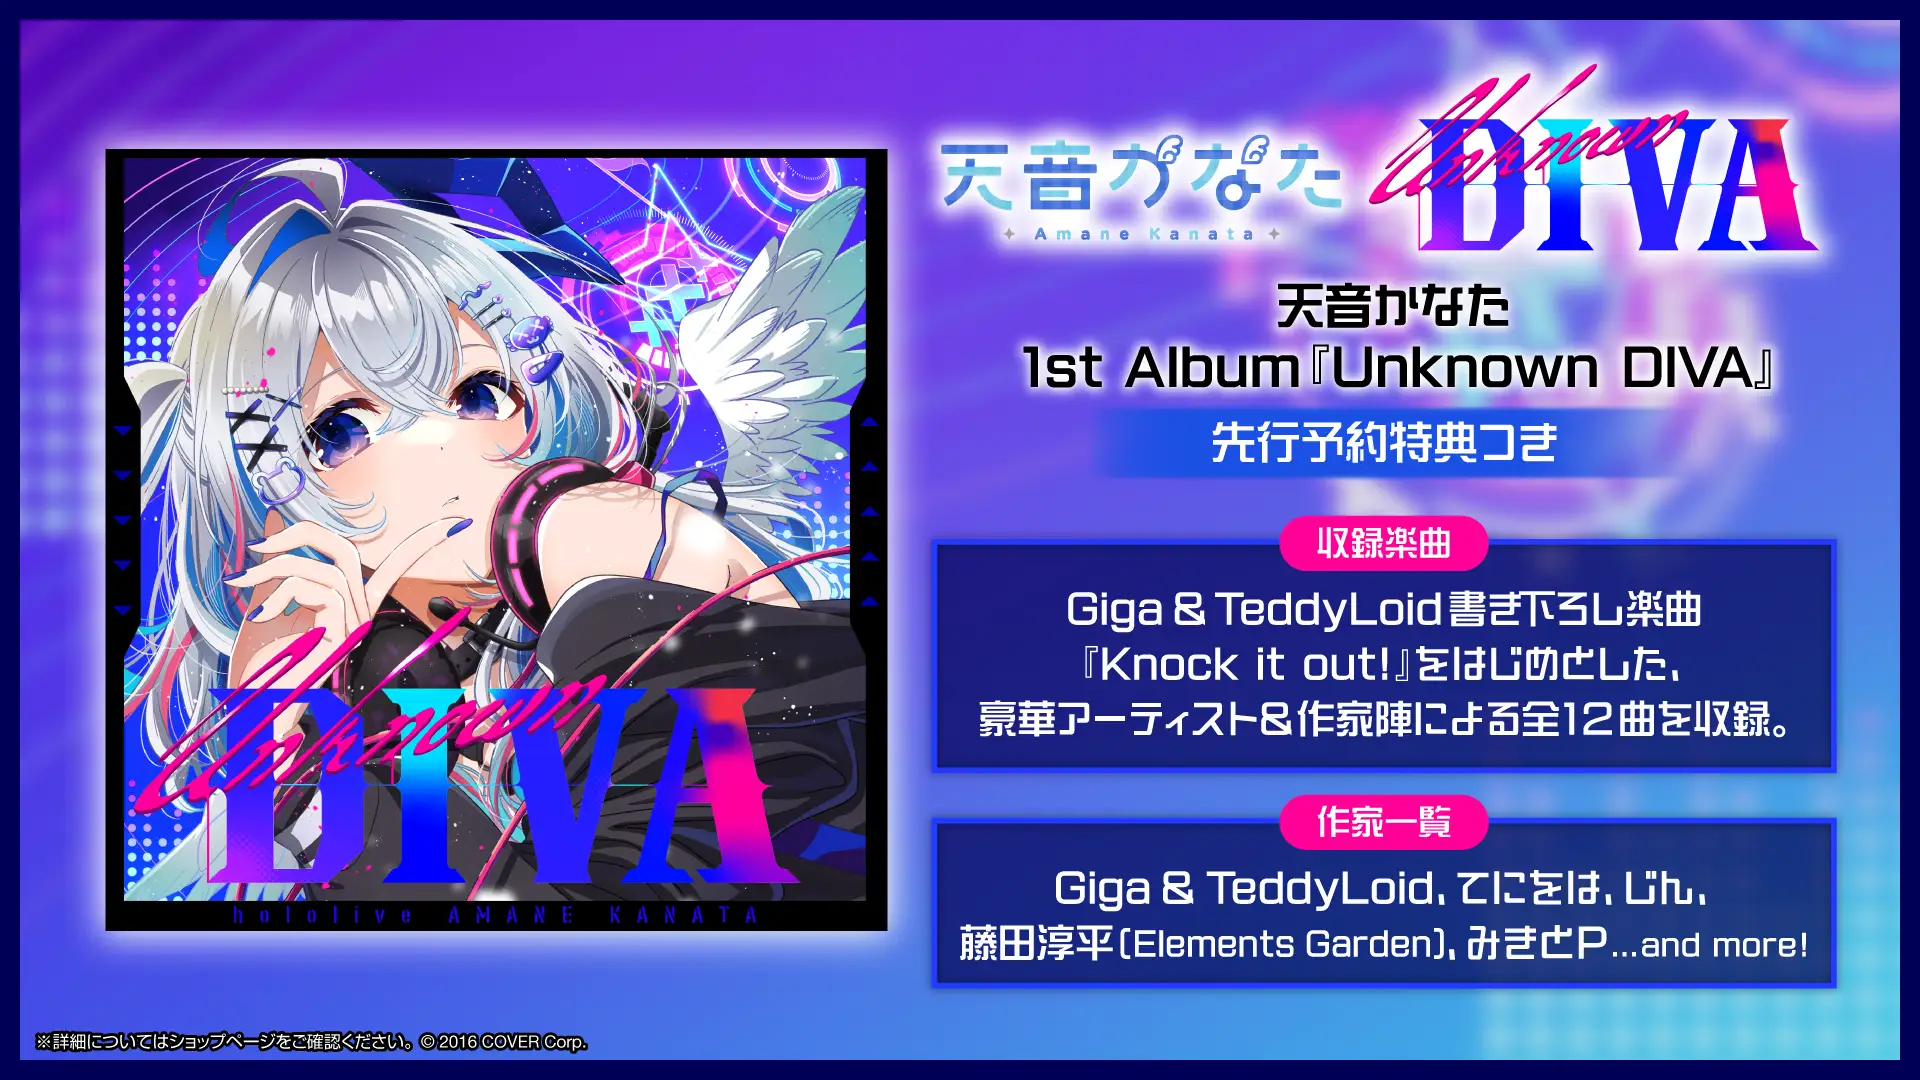 Unknown DIVA
hololive AMANE KANATA
天音かなた
Amane Kanata
Unknown DIVA
天音かなた
1st Album『Unknown DIVA』
先行予約特典つき
収録楽曲
Giga & TeddyLoid書き下ろし楽曲
『Knock it out!』をはじめとした、
豪華アーティスト&作家陣による全12曲を収録。
作家一覧
Giga & TeddyLoid、てにをは、じん、
藤田淳平(Elements Garden)、みきとP...and more!
※詳細についてはショップページをご確認ください。© 2016 COVER Corp.